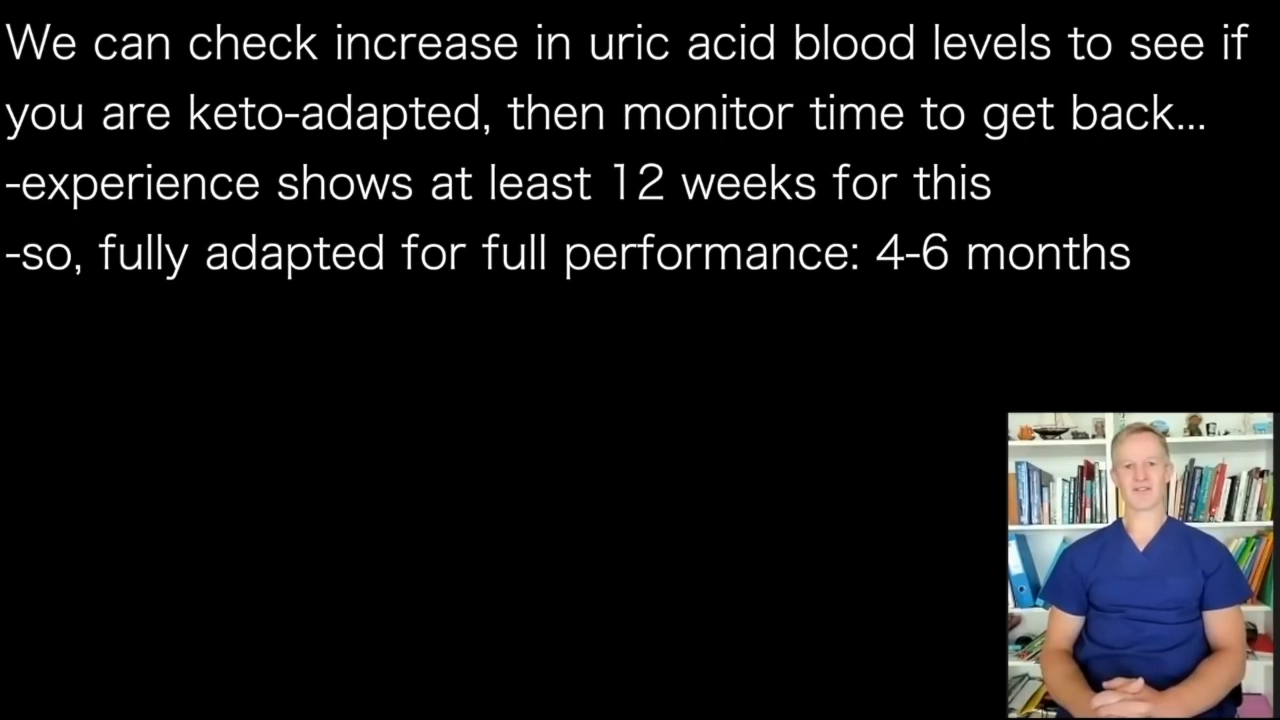 We can check increase in uric acid blood levels to see if
you are keto-adapted, then monitor time to get back...
-experience shows at least 12 weeks for this
-so, fully adapted for full performance: 4-6 months